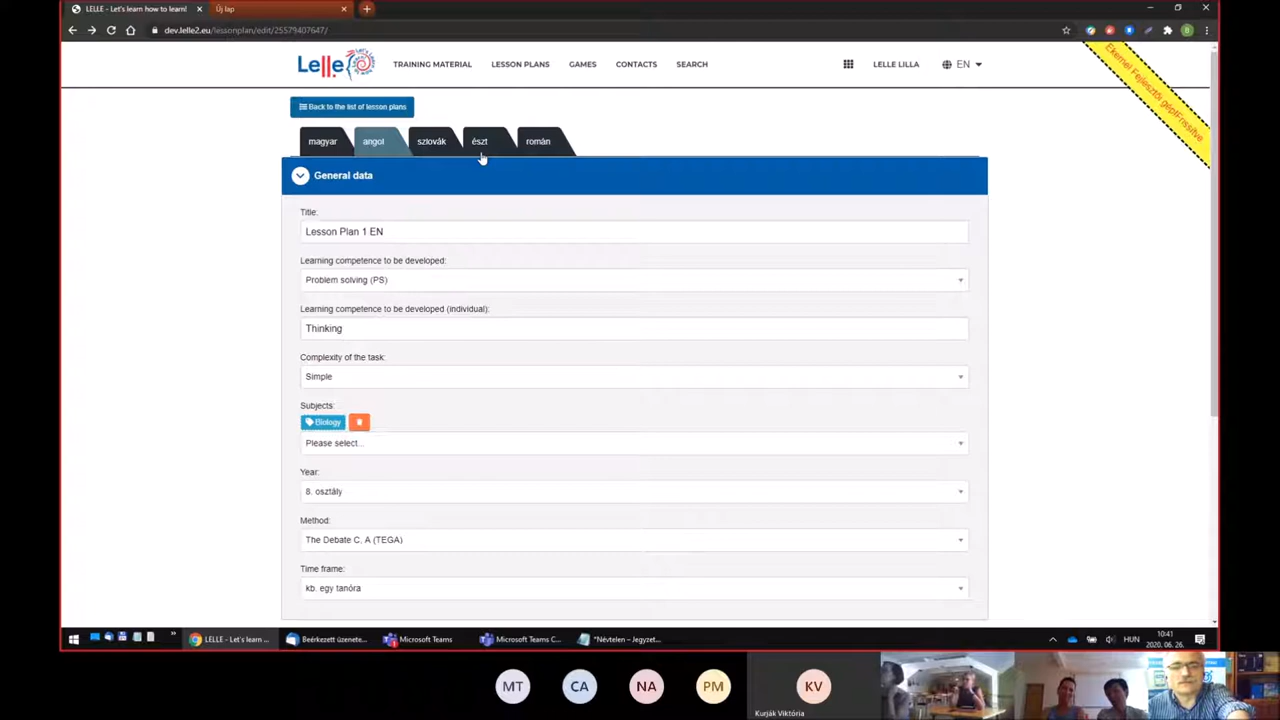 LELLE - Let's learn how to learn!
Új lap
dev.lelle2.eu/lessonplan/edit/25579407647/
B
Lelle
TRAINING MATERIAL
LESSON PLANS
GAMES
CONTACTS
SEARCH
LELLE LILLA
EN
Ekernel Fejlesztői gép!Frissítve
Back to the list of lesson plans
magyar
angol
szlovák
észt
román
General data
Title:
Lesson Plan 1 EN
Learning competence to be developed:
Problem solving (PS)
Learning competence to be developed (individual):
Thinking
Complexity of the task:
Simple
Subjects:
Biology
Please select...
Year:
8. osztály
Method:
The Debate C. A (TEGA)
Time frame:
kb. egy tanóra
LELLE - Let's learn ...
Beérkezett üzenete...
Microsoft Teams
Microsoft Teams C...
*Névtelen – Jegyzet...
HUN
10:41
2020. 06. 26.
MT
CA
NA
PM
KV
Kurják Viktória